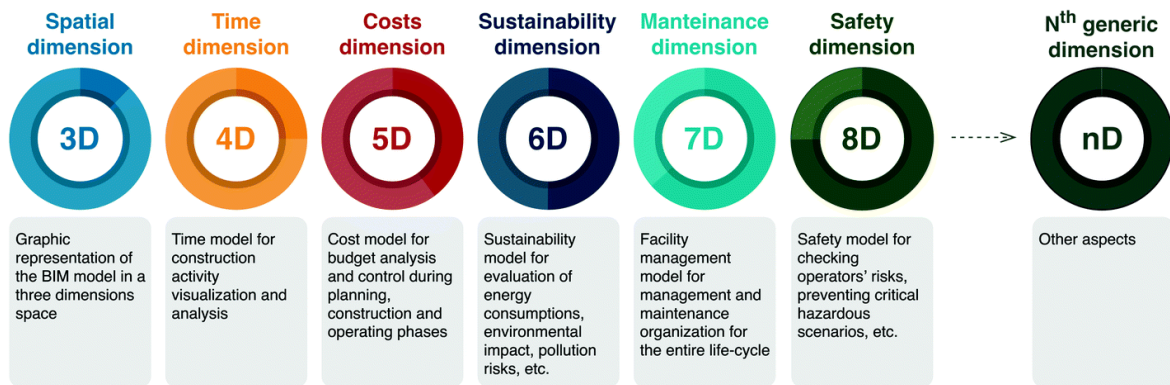 Spatial
dimension
Time
dimension
Costs
dimension
Sustainability
dimension
Manteinance
dimension
Safety
dimension
Nth generic
dimension
3D
4D
5D
6D
7D
8D
nD
Graphic
representation of
the BIM model in a
three dimensions
space
Time model for
construction
activity
visualization and
analysis
Cost model for
budget analysis
and control during
planning,
construction and
operating phases
Sustainability
model for
evaluation of
energy
consumptions,
environmental
impact, pollution
risks, etc.
Facility
management
model for
management and
maintenance
organization for
the entire life-cycle
Safety model for
checking
operators' risks,
preventing critical
hazardous
scenarios, etc.
Other aspects